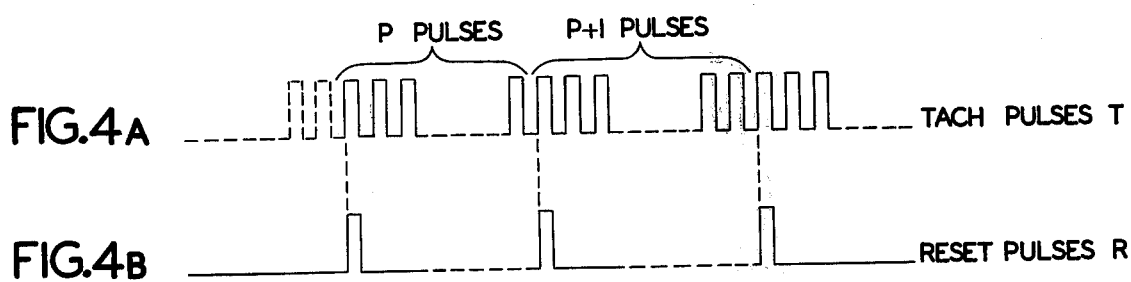 P PULSES P+1 PULSES
FIG.4A TACH PULSES T
FIG.4B RESET PULSES R